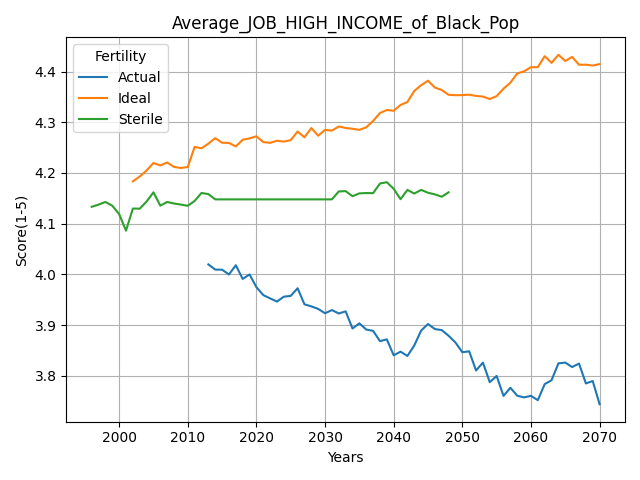 Average_JOB_HIGH_INCOME_of_Black_Pop
Fertility
Actual
Ideal
Sterile
Score(1-5)
4.4
4.3
4.2
4.1
4.0
3.9
3.8
2000 2010 2020 2030 2040 2050 2060 2070
Years